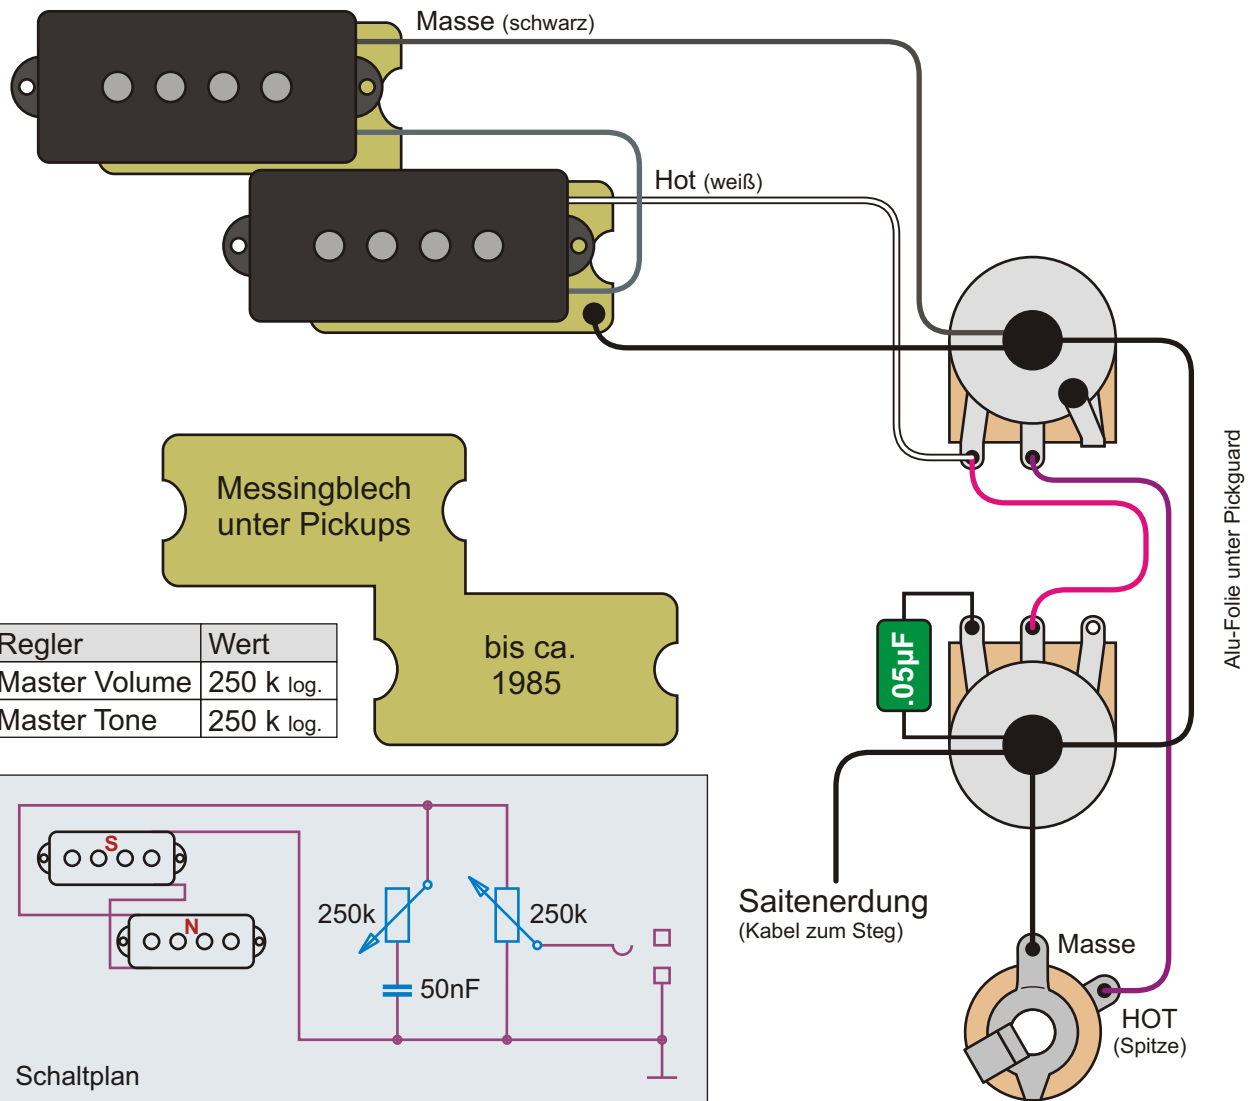 Masse (schwarz)
Hot (weiß)
Alu-Folie unter Pickguard
Messingblech
unter Pickups
bis ca.
1985
Regler Wert
Master Volume 250 k log.
Master Tone 250 k log.
.05µF
Saitenerdung
(Kabel zum Steg)
Masse
HOT
(Spitze)
S
N
250k
250k
50nF
Schaltplan